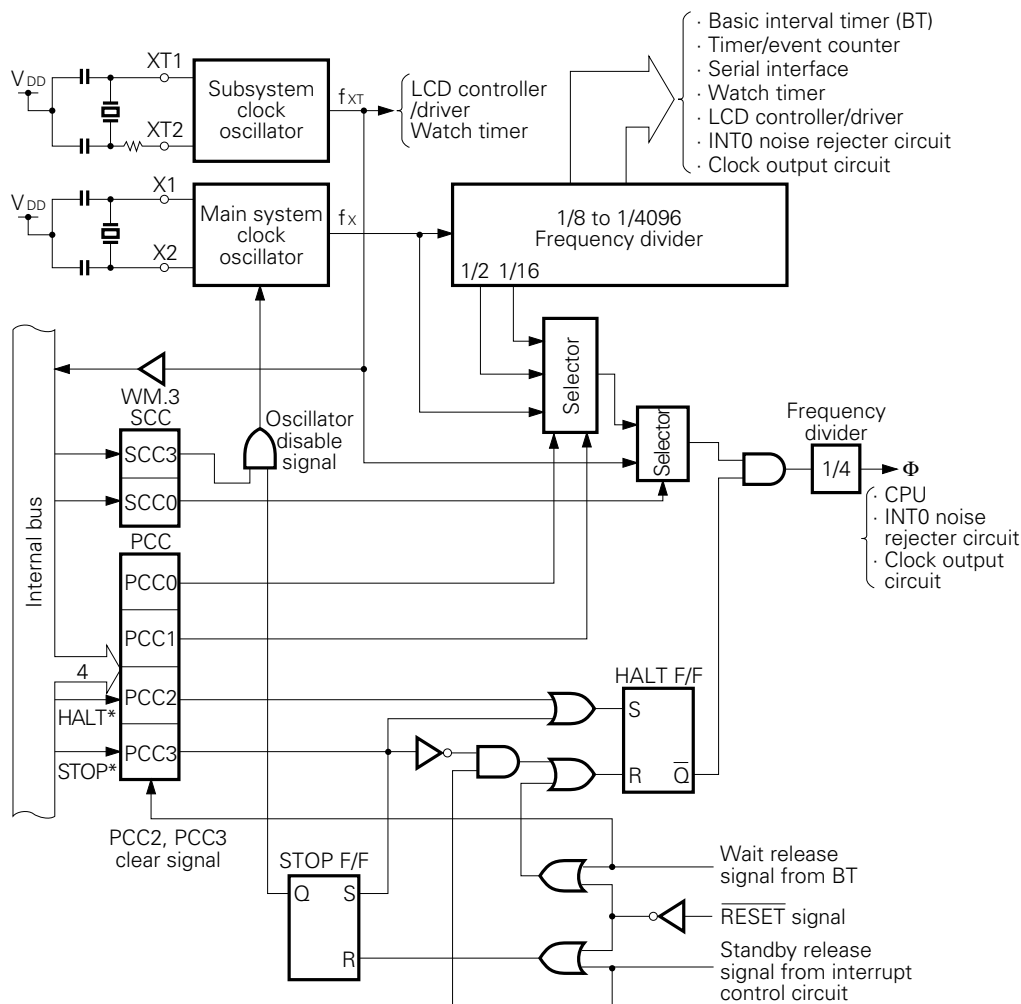 · Basic interval timer (BT)
· Timer/event counter
· Serial interface
· Watch timer
· LCD controller/driver
· INT0 noise rejecter circuit
· Clock output circuit
VDD
XT1
XT2
Subsystem
clock
oscillator
fXT
LCD controller
/driver
Watch timer
VDD
X1
X2
Main system
clock
oscillator
fX
1/8 to 1/4096
Frequency divider
1/2 1/16
Selector
Selector
WM.3
SCC
SCC3
SCC0
Oscillator
disable
signal
Frequency
divider
1/4
Φ
· CPU
· INT0 noise
rejecter circuit
· Clock output
circuit
Internal bus
PCC
PCC0
PCC1
PCC2
PCC3
4
HALT*
STOP*
HALT F/F
S
R
Q̅
PCC2, PCC3
clear signal
STOP F/F
Q
S
R
Wait release
signal from BT
R̅E̅S̅E̅T̅ signal
Standby release
signal from interrupt
control circuit